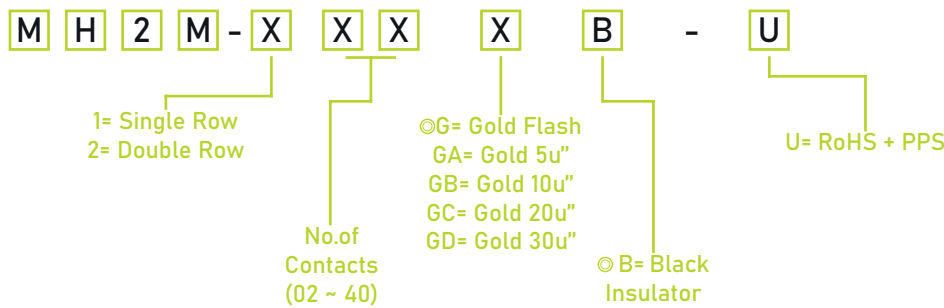 M H 2 M - X X X X B - U
1= Single Row
2= Double Row
No.of
Contacts
(02 ~ 40)
◎G= Gold Flash
GA= Gold 5u”
GB= Gold 10u”
GC= Gold 20u”
GD= Gold 30u”
◎ B= Black
Insulator
U= RoHS + PPS